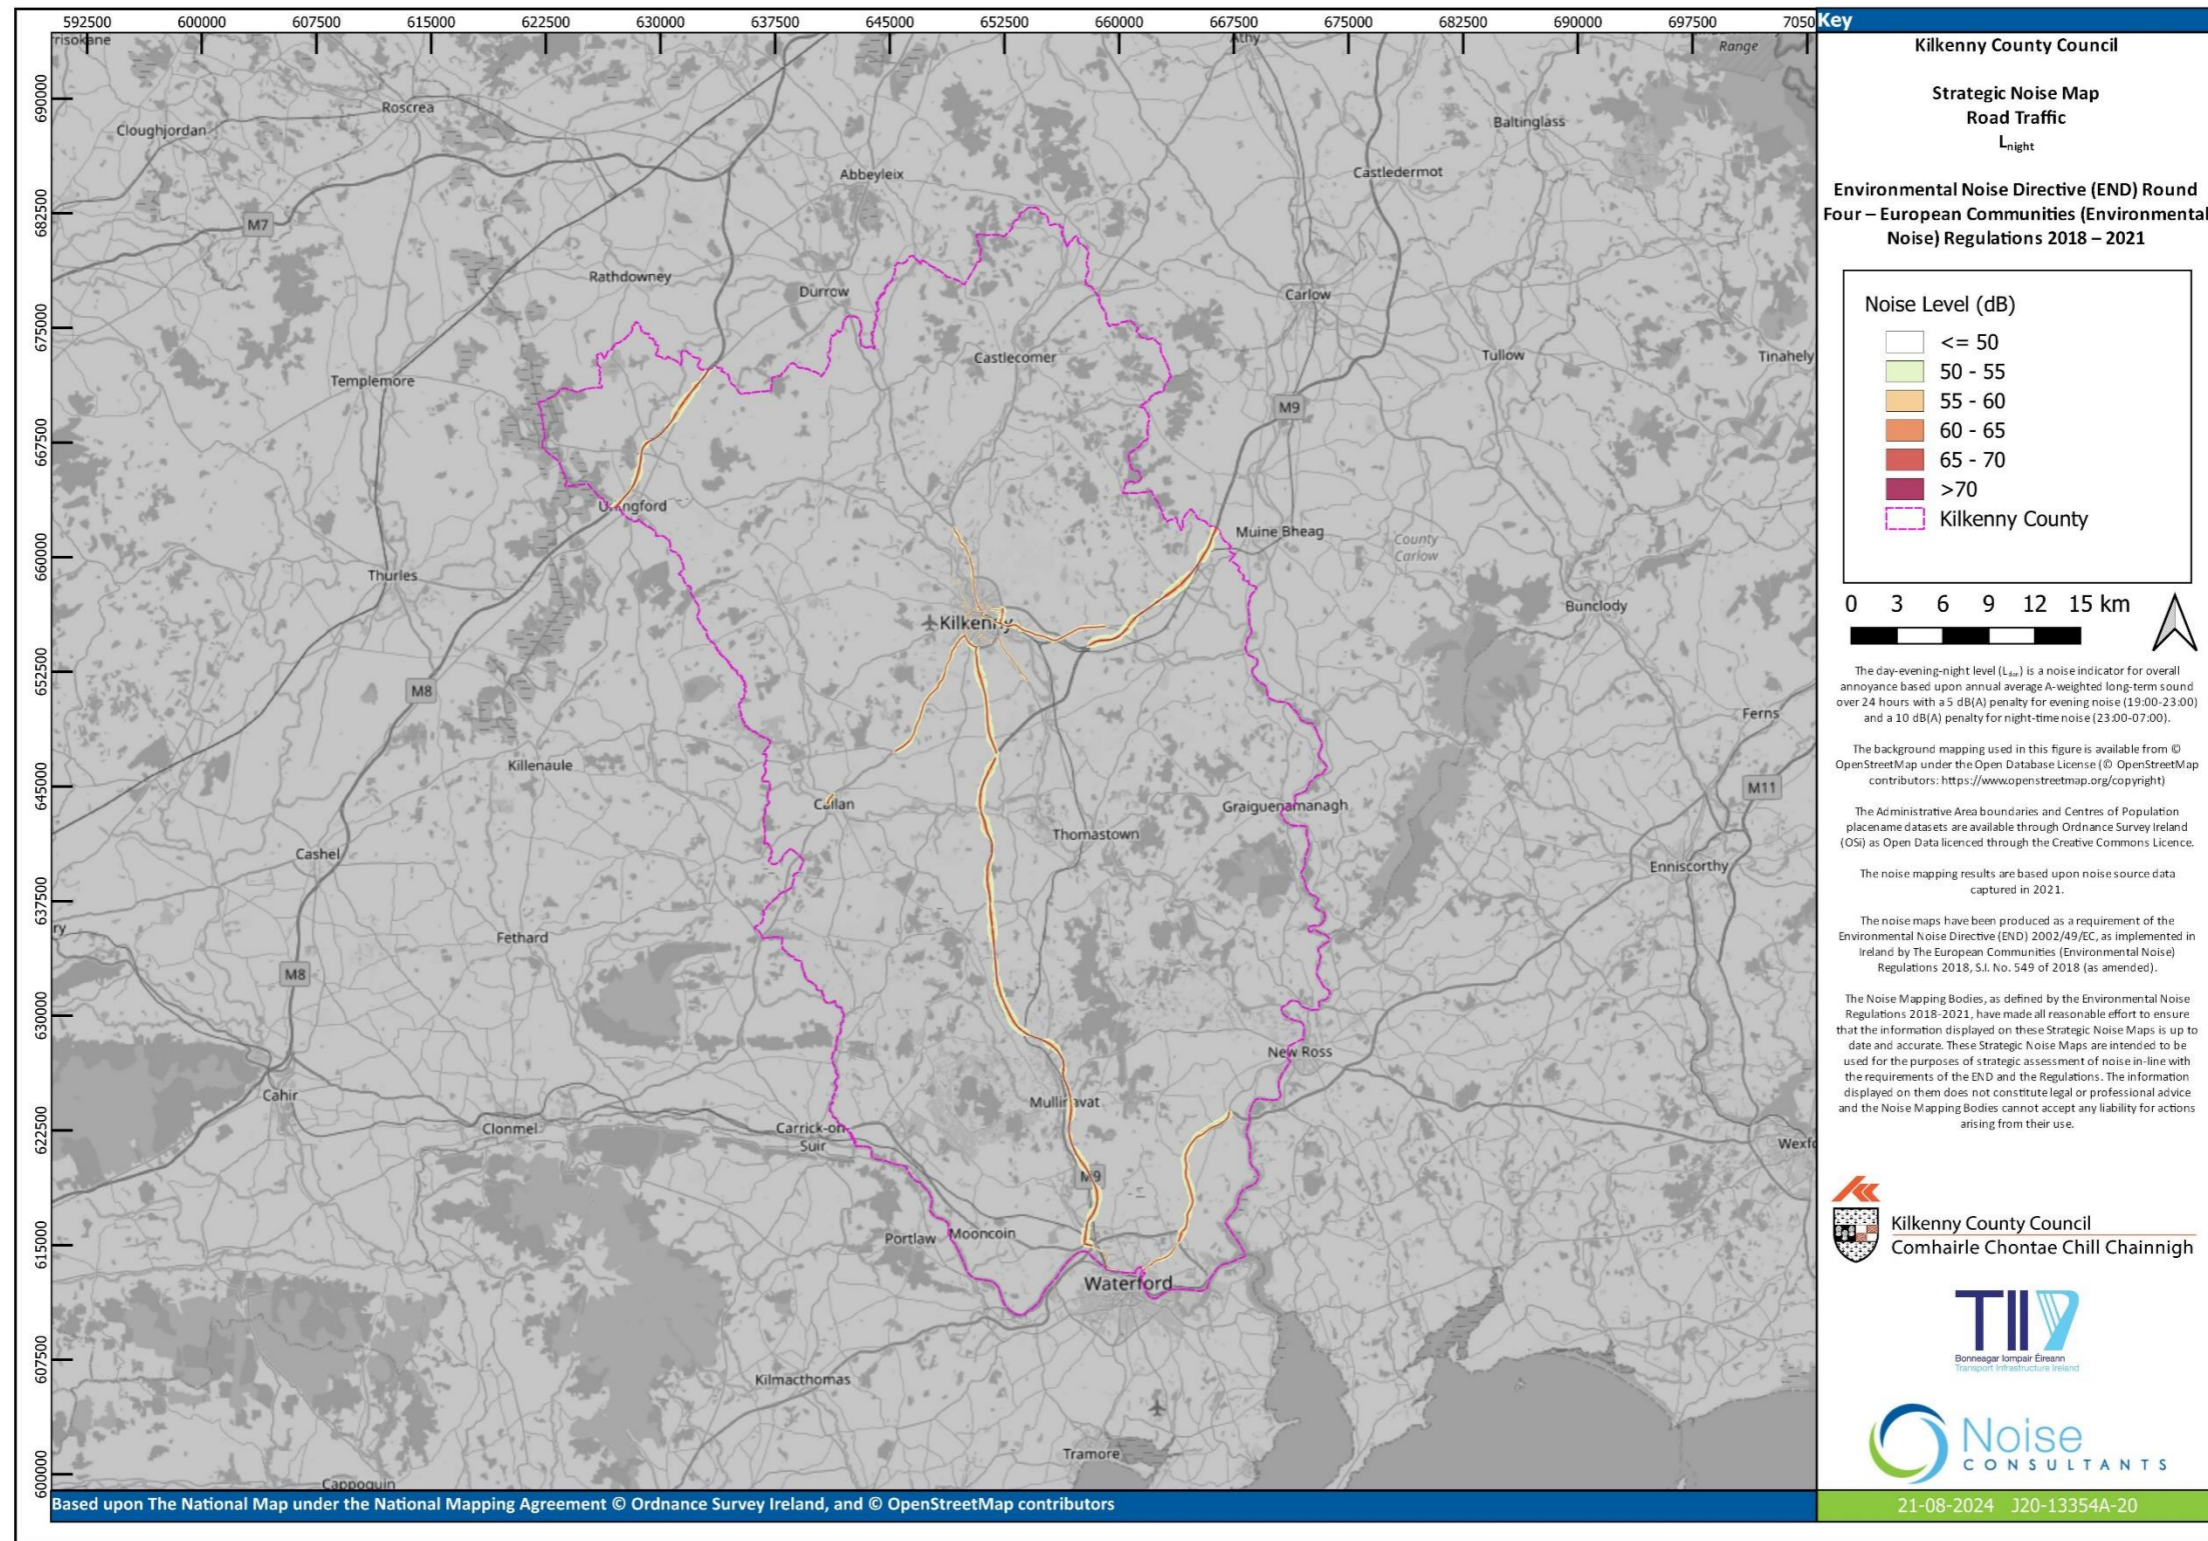 592500 600000 607500 615000 622500 630000 637500 645000 652500 660000 667500 675000 682500 690000 697500 7050
690000
682500
675000
667500
660000
652500
645000
637500
630000
622500
615000
607500
600000
risokane
Athy
Range
Roscrea
Cloughjordan
Baltinglass
Abbeyleix
Castledermot
M7
Rathdowney
Durrow
Carlow
Castlecomer
Tullow
Tinahely
Templemore
M9
Urlingford
Muine Bheag
County
Carlow
Thurles
Bunclody
Kilkenny
M8
Ferns
Killenaule
M11
Callan
Graiguenamanagh
Thomastown
Cashel
Enniscorthy
ry
Fethard
M8
New Ross
Cahir
Mullinavat
Clonmel
Carrick-on-
Suir
Wexfo
M9
Portlaw
Mooncoin
Waterford
Kilmacthomas
Tramore
Cappoquin
Based upon The National Map under the National Mapping Agreement © Ordnance Survey Ireland, and © OpenStreetMap contributors
Key
Kilkenny County Council
Strategic Noise Map
Road Traffic
Lnight
Environmental Noise Directive (END) Round
Four – European Communities (Environmental
Noise) Regulations 2018 – 2021
Noise Level (dB)
<= 50
50 - 55
55 - 60
60 - 65
65 - 70
>70
Kilkenny County
0 3 6 9 12 15 km
The day-evening-night level (Lden) is a noise indicator for overall
annoyance based upon annual average A-weighted long-term sound
over 24 hours with a 5 dB(A) penalty for evening noise (19:00-23:00)
and a 10 dB(A) penalty for night-time noise (23:00-07:00).
The background mapping used in this figure is available from ©
OpenStreetMap under the Open Database License (© OpenStreetMap
contributors: https://www.openstreetmap.org/copyright)
The Administrative Area boundaries and Centres of Population
placename datasets are available through Ordnance Survey Ireland
(OSi) as Open Data licenced through the Creative Commons Licence.
The noise mapping results are based upon noise source data
captured in 2021.
The noise maps have been produced as a requirement of the
Environmental Noise Directive (END) 2002/49/EC, as implemented in
Ireland by The European Communities (Environmental Noise)
Regulations 2018, S.I. No. 549 of 2018 (as amended).
The Noise Mapping Bodies, as defined by the Environmental Noise
Regulations 2018-2021, have made all reasonable effort to ensure
that the information displayed on these Strategic Noise Maps is up to
date and accurate. These Strategic Noise Maps are intended to be
used for the purposes of strategic assessment of noise in-line with
the requirements of the END and the Regulations. The information
displayed on them does not constitute legal or professional advice
and the Noise Mapping Bodies cannot accept any liability for actions
arising from their use.
Kilkenny County Council
Comhairle Chontae Chill Chainnigh
TII
Bonneagar Iompair Éireann
Transport Infrastructure Ireland
Noise
CONSULTANTS
21-08-2024 J20-13354A-20